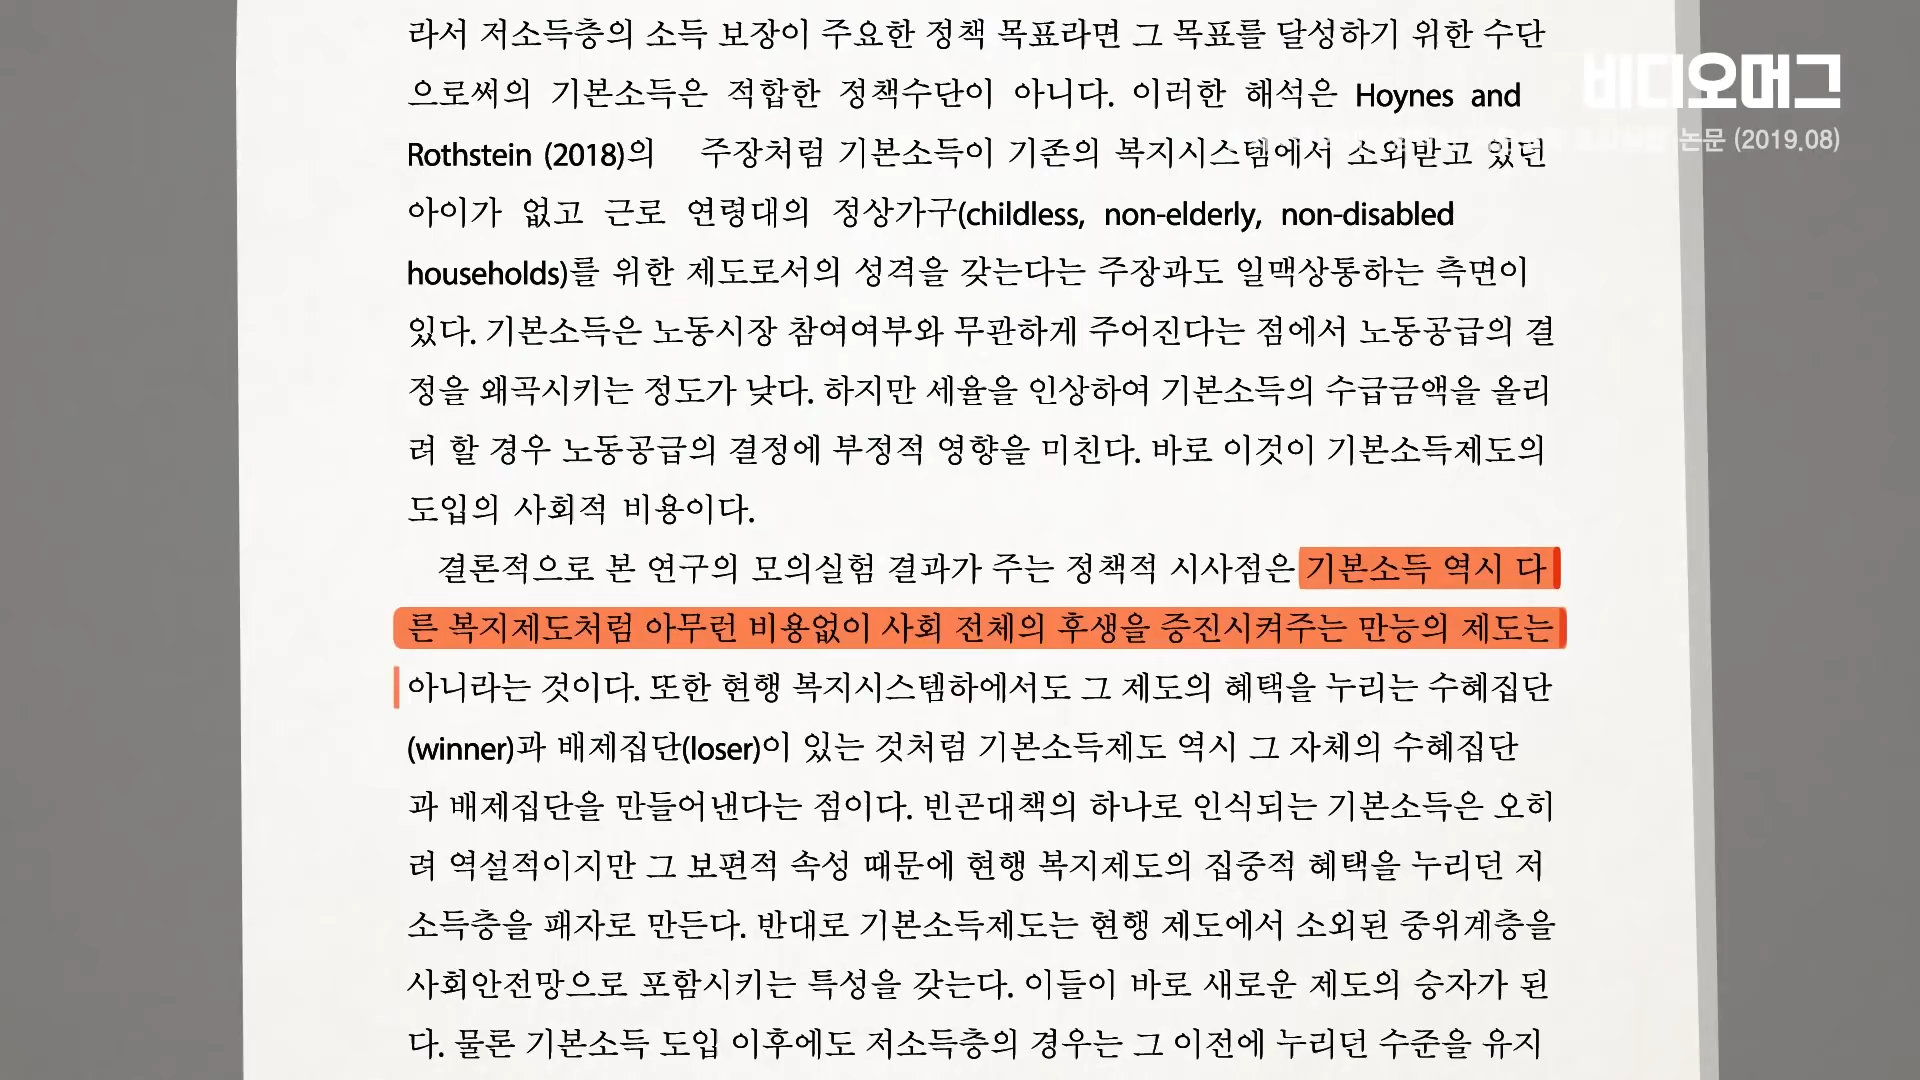 라서 저소득층의 소득 보장이 주요한 정책 목표라면 그 목표를 달성하기 위한 수단
으로써의 기본소득은 적합한 정책수단이 아니다. 이러한 해석은 Hoynes and
Rothstein (2018)의 주장처럼 기본소득이 기존의 복지시스템에서 소외받고 있던
아이가 없고 근로 연령대의 정상가구(childless, non-elderly, non-disabled
households)를 위한 제도로서의 성격을 갖는다는 주장과도 일맥상통하는 측면이
있다. 기본소득은 노동시장 참여여부와 무관하게 주어진다는 점에서 노동공급의 결
정을 왜곡시키는 정도가 낮다. 하지만 세율을 인상하여 기본소득의 수급금액을 올리
려 할 경우 노동공급의 결정에 부정적 영향을 미친다. 바로 이것이 기본소득제도의
도입의 사회적 비용이다.
결론적으로 본 연구의 모의실험 결과가 주는 정책적 시사점은 기본소득 역시 다
른 복지제도처럼 아무런 비용없이 사회 전체의 후생을 증진시켜주는 만능의 제도는
아니라는 것이다. 또한 현행 복지시스템하에서도 그 제도의 혜택을 누리는 수혜집단
(winner)과 배제집단(loser)이 있는 것처럼 기본소득제도 역시 그 자체의 수혜집단
과 배제집단을 만들어낸다는 점이다. 빈곤대책의 하나로 인식되는 기본소득은 오히
려 역설적이지만 그 보편적 속성 때문에 현행 복지제도의 집중적 혜택을 누리던 저
소득층을 패자로 만든다. 반대로 기본소득제도는 현행 제도에서 소외된 중위계층을
사회안전망으로 포함시키는 특성을 갖는다. 이들이 바로 새로운 제도의 승자가 된
다. 물론 기본소득 도입 이후에도 저소득층의 경우는 그 이전에 누리던 수준을 유지
비디오머그
논문 (2019.08)